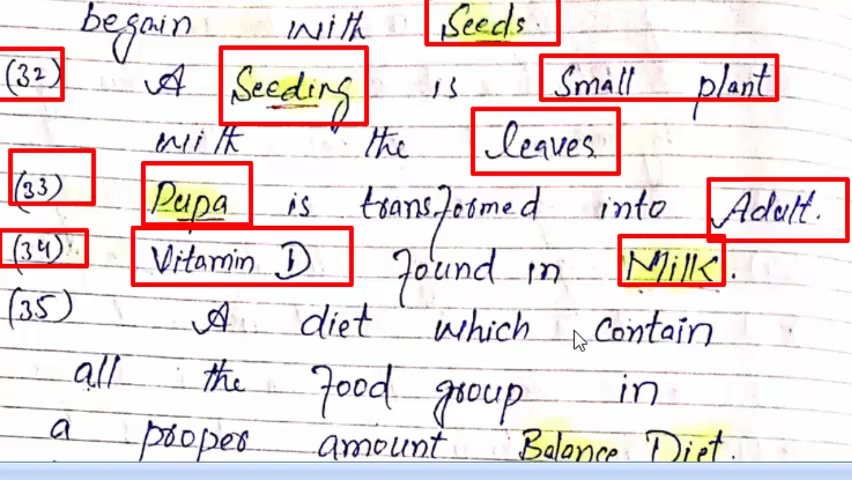 begain with Seeds.
(32) A Seeding is Small plant
with the leaves
(33) Pupa is transformed into Adult.
(34) Vitamin D found in Milk.
(35) A diet which contain
all the food group in
a proper amount Balance Diet.